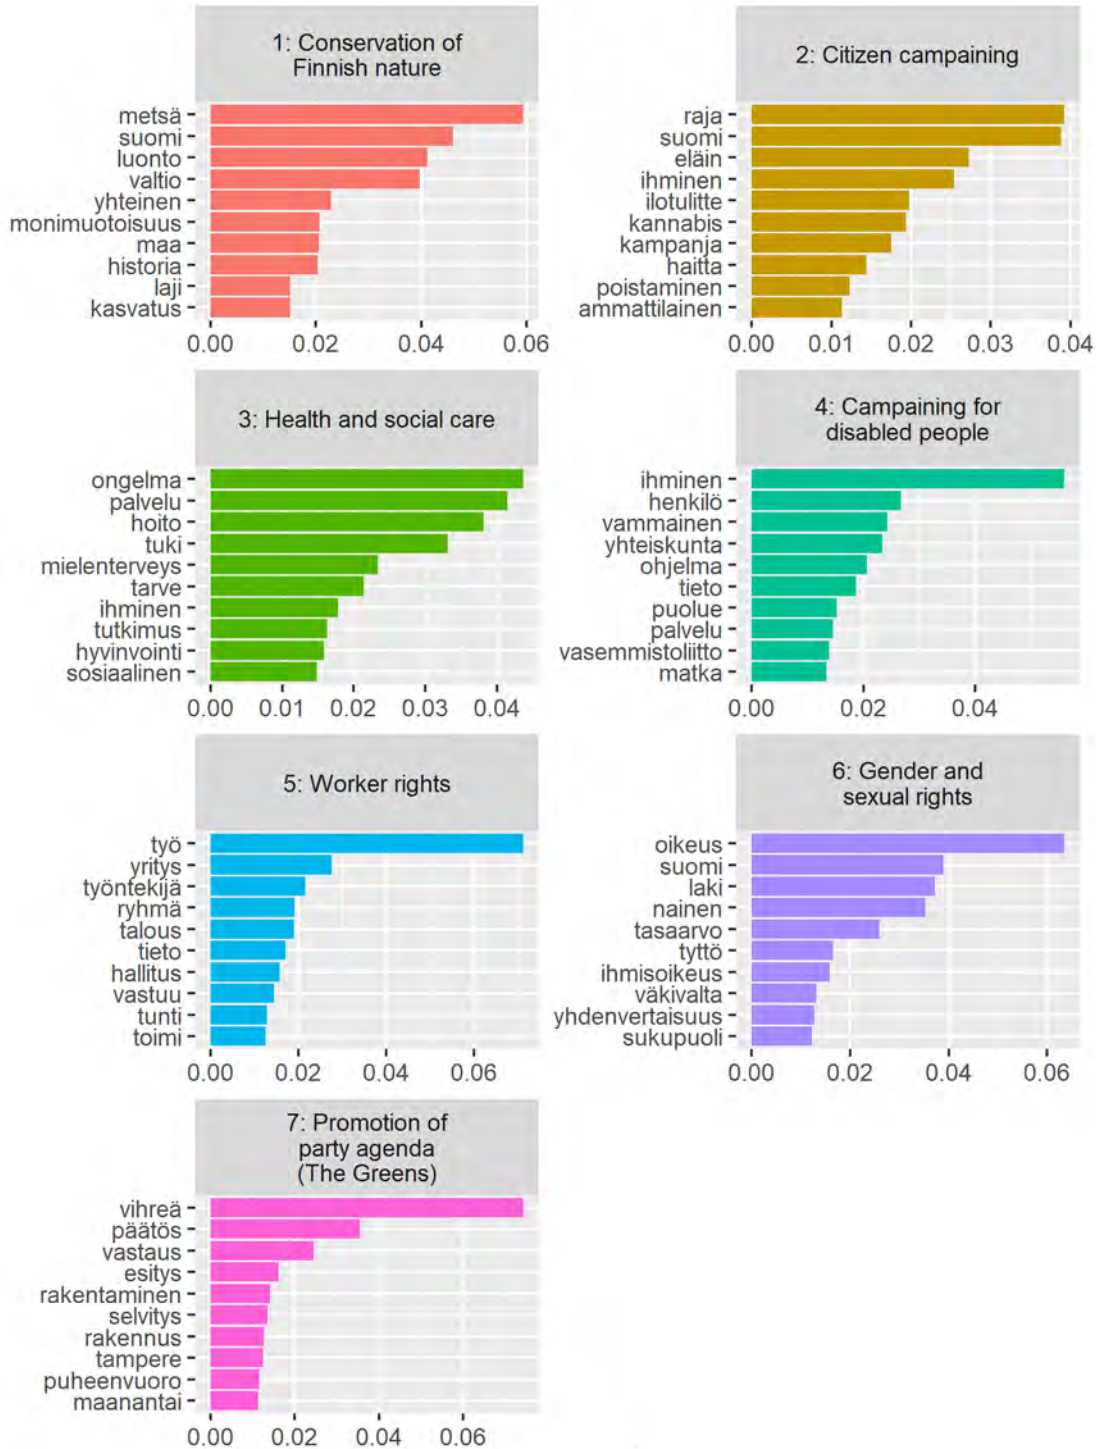 1: Conservation of
Finnish nature
metsä
suomi
luonto
valtio
yhteinen
monimuotoisuus
maa
historia
laji
kasvatus
0.00 0.02 0.04 0.06
2: Citizen campaining
raja
suomi
eläin
ihminen
ilotulitte
kannabis
kampanja
haitta
poistaminen
ammattilainen
0.00 0.01 0.02 0.03 0.04
3: Health and social care
ongelma
palvelu
hoito
tuki
mielenterveys
tarve
ihminen
tutkimus
hyvinvointi
sosiaalinen
0.00 0.01 0.02 0.03 0.04
4: Campaining for
disabled people
ihminen
henkilö
vammainen
yhteiskunta
ohjelma
tieto
puolue
palvelu
vasemmistoliitto
matka
0.00 0.02 0.04
5: Worker rights
työ
yritys
työntekijä
ryhmä
talous
tieto
hallitus
vastuu
tunti
toimi
0.00 0.02 0.04 0.06
6: Gender and
sexual rights
oikeus
suomi
laki
nainen
tasaarvo
tyttö
ihmisoikeus
väkivalta
yhdenvertaisuus
sukupuoli
0.00 0.02 0.04 0.06
7: Promotion of
party agenda
(The Greens)
vihreä
päätös
vastaus
esitys
rakentaminen
selvitys
rakennus
tampere
puheenvuoro
maanantai
0.00 0.02 0.04 0.06